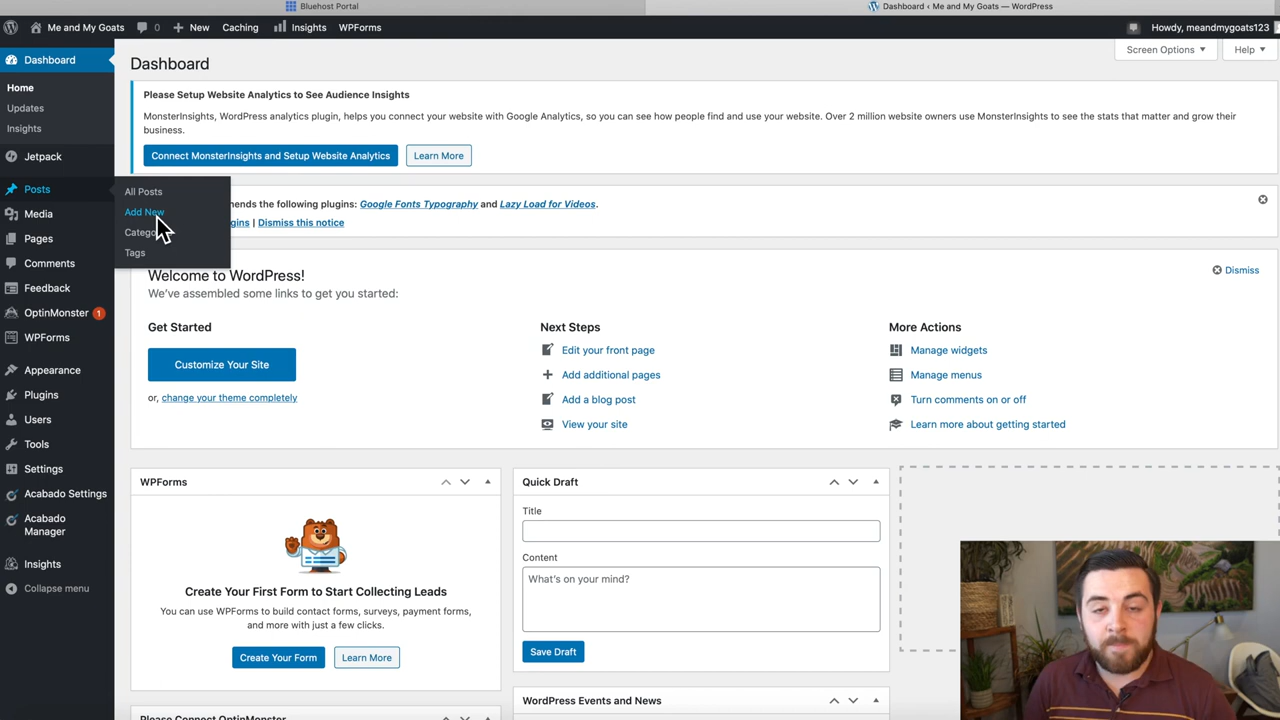 Bluehost Portal
Dashboard ‹ Me and My Goats — WordPress
Me and My Goats
0
New
Caching
Insights
WPForms
Howdy, meandmygoats123
Screen Options
Help
Dashboard
Home
Updates
Insights
Jetpack
Posts
Media
Pages
Comments
Feedback
OptinMonster 1
WPForms
Appearance
Plugins
Users
Tools
Settings
Acabado Settings
Acabado
Manager
Insights
Collapse menu
All Posts
Add New
Tags
Dashboard
Please Setup Website Analytics to See Audience Insights
MonsterInsights, WordPress analytics plugin, helps you connect your website with Google Analytics, so you can see how people find and use your website. Over 2 million website owners use MonsterInsights to see the stats that matter and grow their
business.
Connect MonsterInsights and Setup Website Analytics
Learn More
the following plugins: Google Fonts Typography and Lazy Load for Videos.
| Dismiss this notice
Welcome to WordPress!
We've assembled some links to get you started:
Dismiss
Get Started
Customize Your Site
or, change your theme completely
Next Steps
Edit your front page
Add additional pages
Add a blog post
View your site
More Actions
Manage widgets
Manage menus
Turn comments on or off
Learn more about getting started
WPForms
Create Your First Form to Start Collecting Leads
You can use WPForms to build contact forms, surveys, payment forms,
and more with just a few clicks.
Create Your Form
Learn More
Quick Draft
Title
Content
What's on your mind?
Save Draft
WordPress Events and News
Please Connect OptinMonster